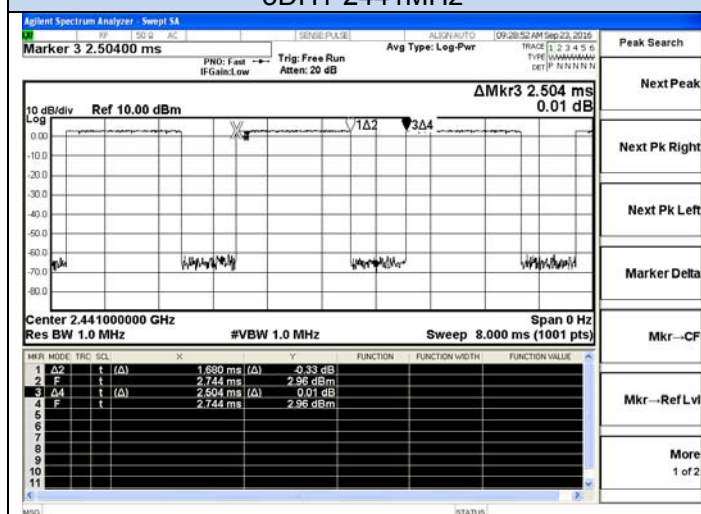 3DH1 2441MHz
Agilent Spectrum Analyzer - Swept SA
RF 50 Ω AC SENSE:PULSE ALIGN AUTO 09:28:52 AM Sep 23, 2016
Marker 3 2.50400 ms
PNO: Fast
IFGain:Low
Trig: Free Run
Atten: 20 dB
Avg Type: Log-Pwr
TRACE 1 2 3 4 5 6
TYPE WWWWWW
DET P N N N N N
Peak Search
Next Peak
Next Pk Right
Next Pk Left
Marker Delta
Mkr→CF
Mkr→Ref Lvl
More
1 of 2
ΔMkr3 2.504 ms
0.01 dB
10 dB/div Ref 10.00 dBm
Log
1Δ2 3Δ4
0.00
-10.0
-20.0
-30.0
-40.0
-50.0
-60.0
-70.0
-80.0
Center 2.441000000 GHz Span 0 Hz
Res BW 1.0 MHz #VBW 1.0 MHz Sweep 8.000 ms (1001 pts)
MKR MODE TRC SCL X Y FUNCTION FUNCTION WIDTH FUNCTION VALUE
1 Δ2 t (Δ) 1.680 ms (Δ) -0.33 dB
2 F t 2.744 ms 2.96 dBm
3 Δ4 t (Δ) 2.504 ms (Δ) 0.01 dB
4 F t 2.744 ms 2.96 dBm
5
6
7
8
9
10
11
MSG STATUS